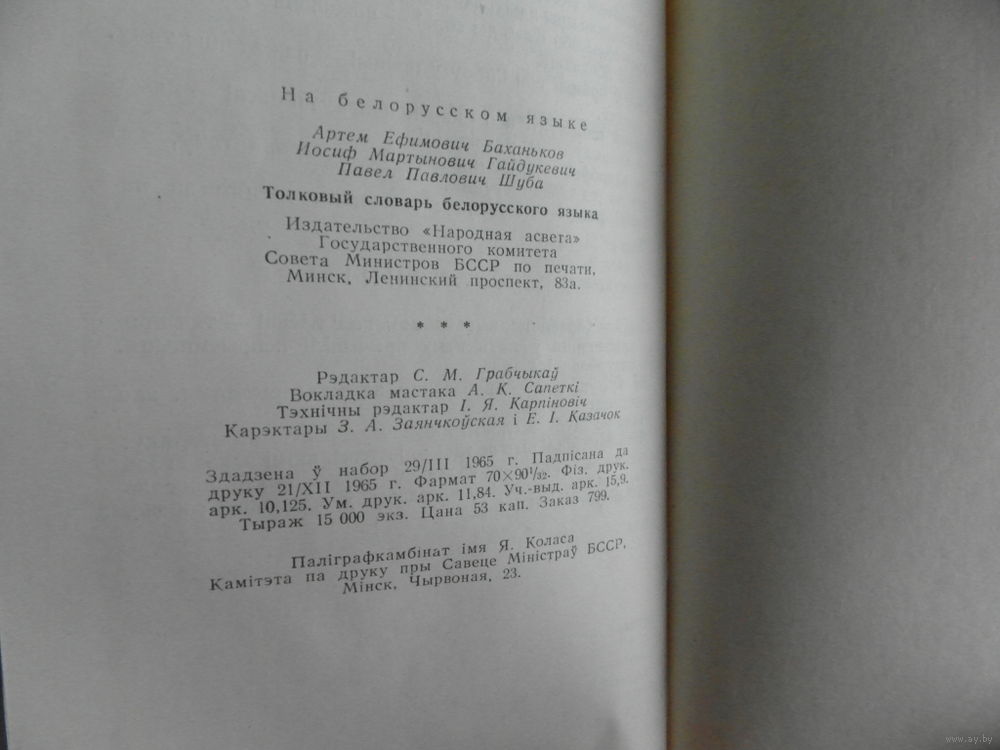 На белорусском языке
Артем Ефимович Баханьков
Иосиф Мартынович Гайдукевич
Павел Павлович Шуба
Толковый словарь белорусского языка
Издательство «Народная асвета»
Государственного комитета
Совета Министров БССР по печати.
Минск, Ленинский проспект, 83а.
* * *
Рэдактар С. М. Грабчыкаў
Вокладка мастака А. К. Сапеткі
Тэхнічны рэдактар І. Я. Карпіновіч
Карэктары З. А. Заянчкоўская і Е. І. Казачок
Здадзена ў набор 29/III 1965 г. Падпісана да
друку 21/XII 1965 г. Фармат 70×90¹/₃₂. Фіз. друк.
арк. 10,125. Ум. друк. арк. 11,84. Уч.-выд. арк. 15,9.
Тыраж 15 000 экз. Цана 53 кап. Заказ 799.
Паліграфкамбінат імя Я. Коласа
Камітэта па друку пры Савеце Міністраў БССР,
Мінск, Чырвоная, 23.
www.ay.by